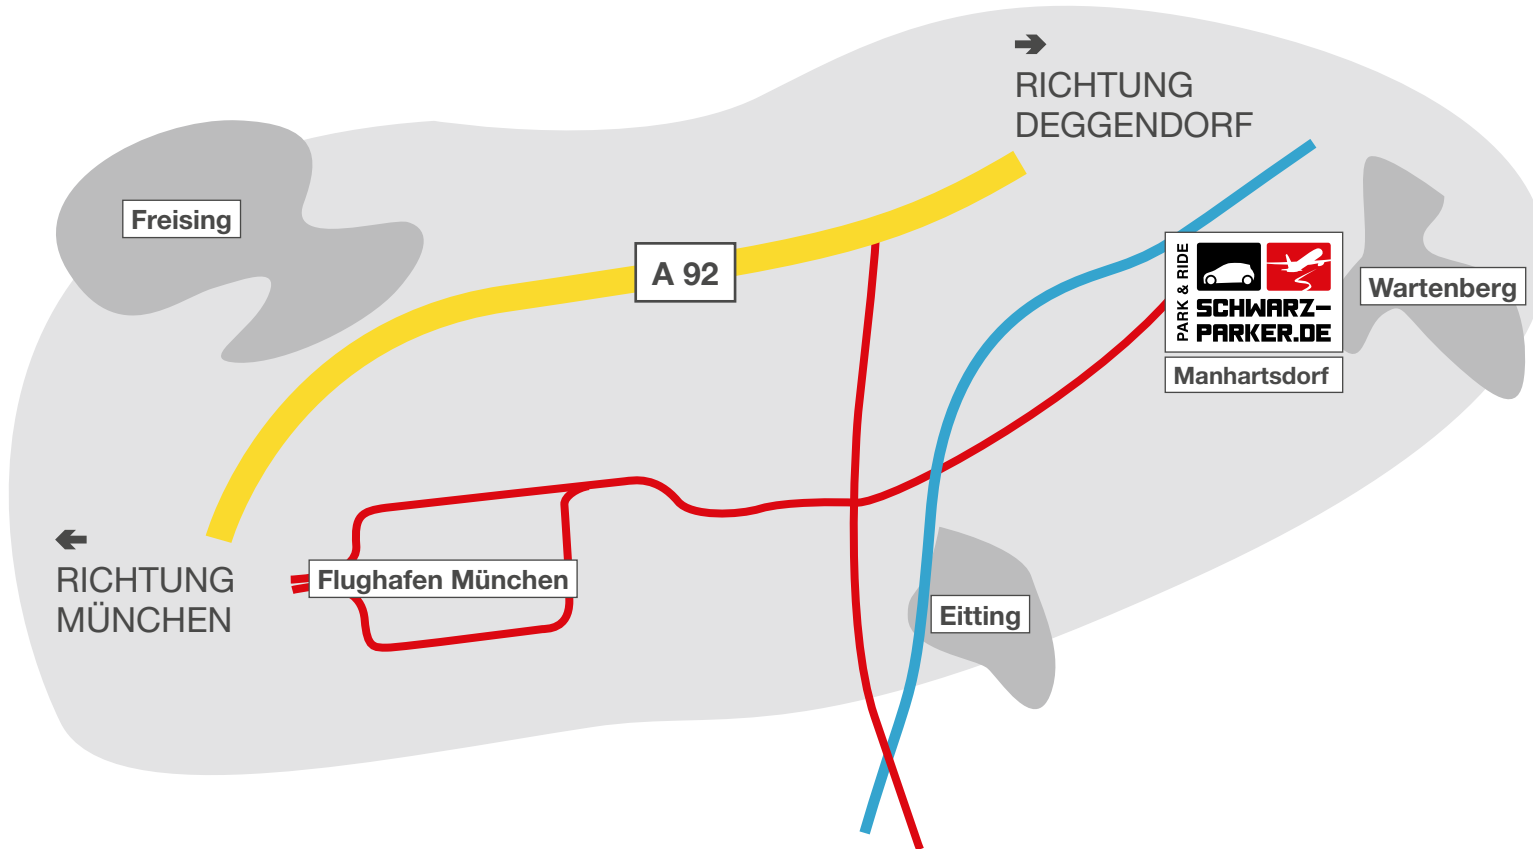 RICHTUNG
DEGGENDORF
Freising
A 92
PARK & RIDE
SCHWARZ-
PARKER.DE
Wartenberg
Manhartsdorf
RICHTUNG
MÜNCHEN
Flughafen München
Eitting